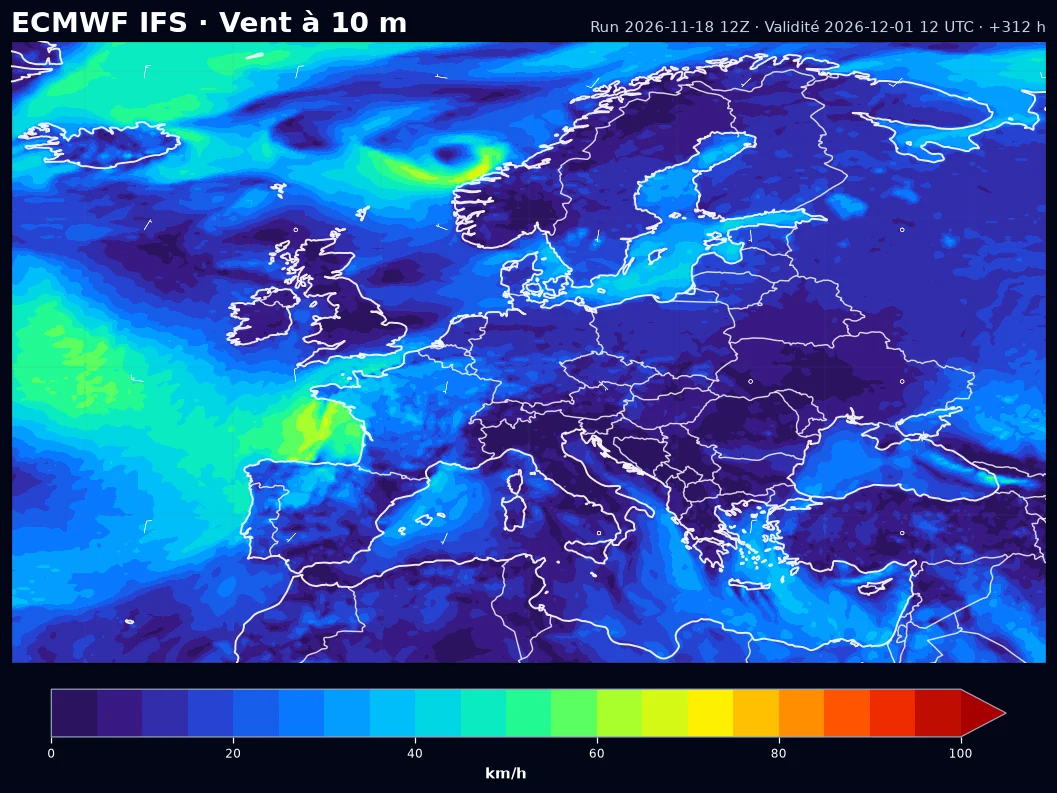 ECMWF IFS · Vent à 10 m
Run 2026-11-18 12Z · Validité 2026-12-01 12 UTC · +312 h
0 20 40 60 80 100
km/h